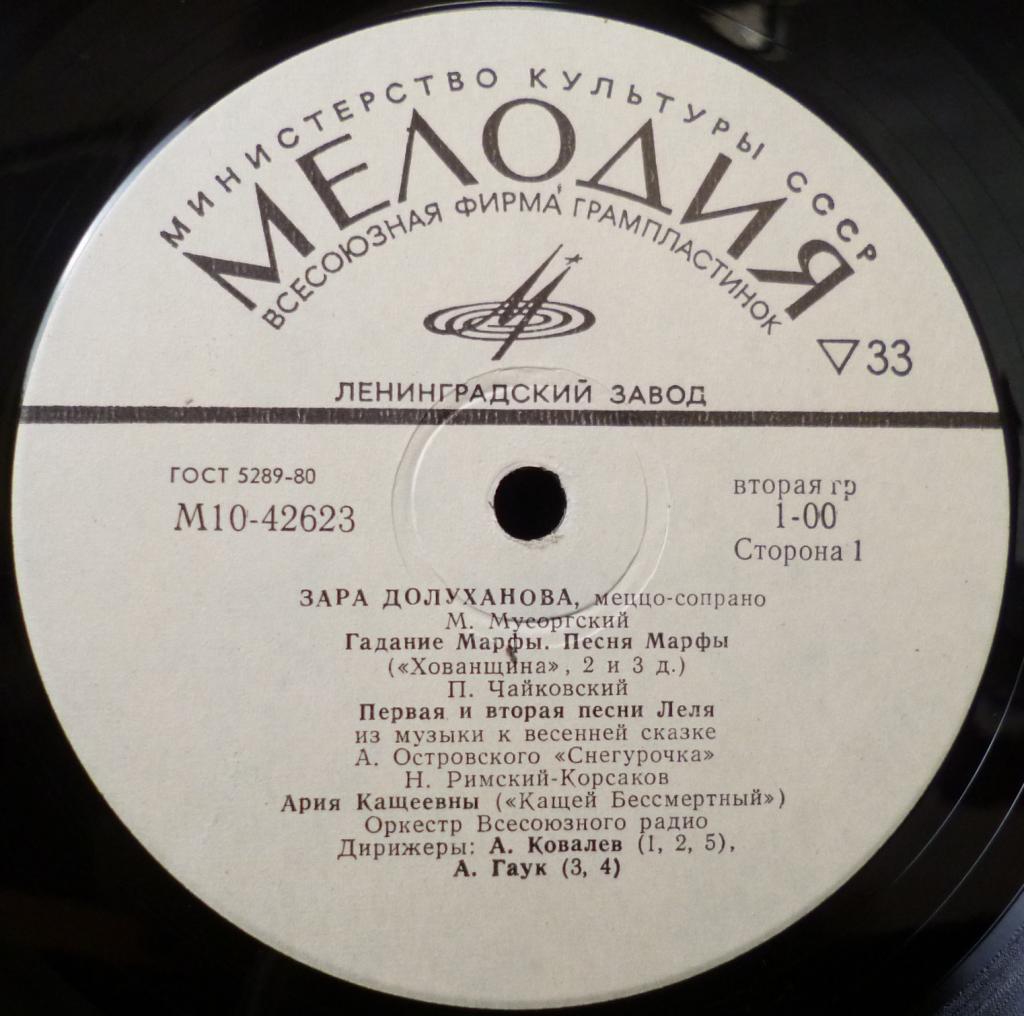 МИНИСТЕРСТВО КУЛЬТУРЫ СССР
МЕЛОДИЯ
ВСЕСОЮЗНАЯ ФИРМА ГРАМПЛАСТИНОК
▽33
ЛЕНИНГРАДСКИЙ ЗАВОД
ГОСТ 5289-80
М10-42623
вторая гр
1-00
Сторона 1
ЗАРА ДОЛУХАНОВА, меццо-сопрано
М. Мусоргский
Гадание Марфы. Песня Марфы
(«Хованщина», 2 и 3 д.)
П. Чайковский
Первая и вторая песни Леля
из музыки к весенней сказке
А. Островского «Снегурочка»
Н. Римский-Корсаков
Ария Кащеевны («Кащей Бессмертный»)
Оркестр Всесоюзного радио
Дирижеры: А. Ковалев (1, 2, 5),
А. Гаук (3, 4)